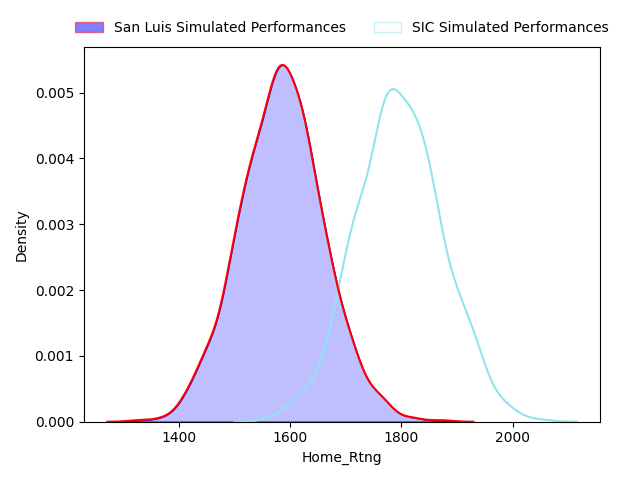 San Luis Simulated Performances SIC Simulated Performances
0.005
0.004
0.003
0.002
0.001
0.000
Density
1400 1600 1800 2000
Home_Rtng